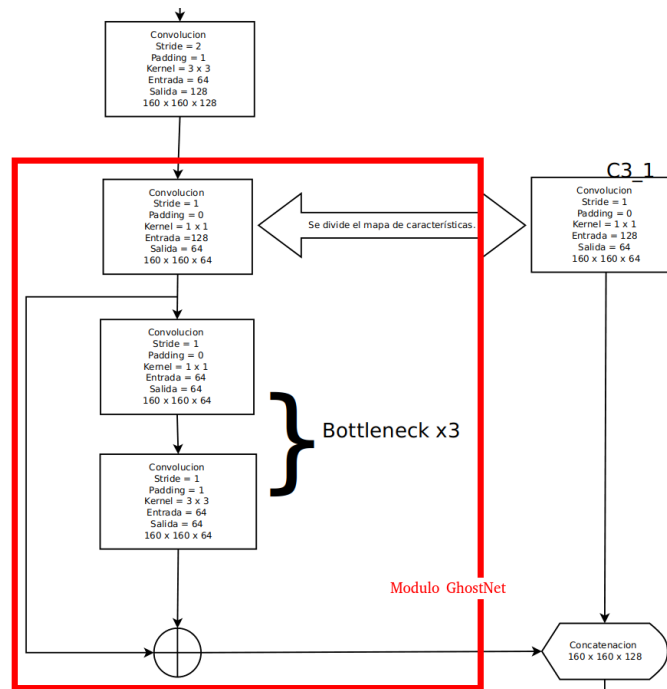 Convolucion
Stride = 2
Padding = 1
Kernel = 3 x 3
Entrada = 64
Salida = 128
160 x 160 x 128
Convolucion
Stride = 1
Padding = 0
Kernel = 1 x 1
Entrada =128
Salida = 64
160 x 160 x 64
Se divide el mapa de características.
C3_1
Convolucion
Stride = 1
Padding = 0
Kernel = 1 x 1
Entrada = 128
Salida = 64
160 x 160 x 64
Convolucion
Stride = 1
Padding = 0
Kernel = 1 x 1
Entrada = 64
Salida = 64
160 x 160 x 64
Bottleneck x3
Convolucion
Stride = 1
Padding = 1
Kernel = 3 x 3
Entrada = 64
Salida = 64
160 x 160 x 64
Modulo GhostNet
Concatenacion
160 x 160 x 128